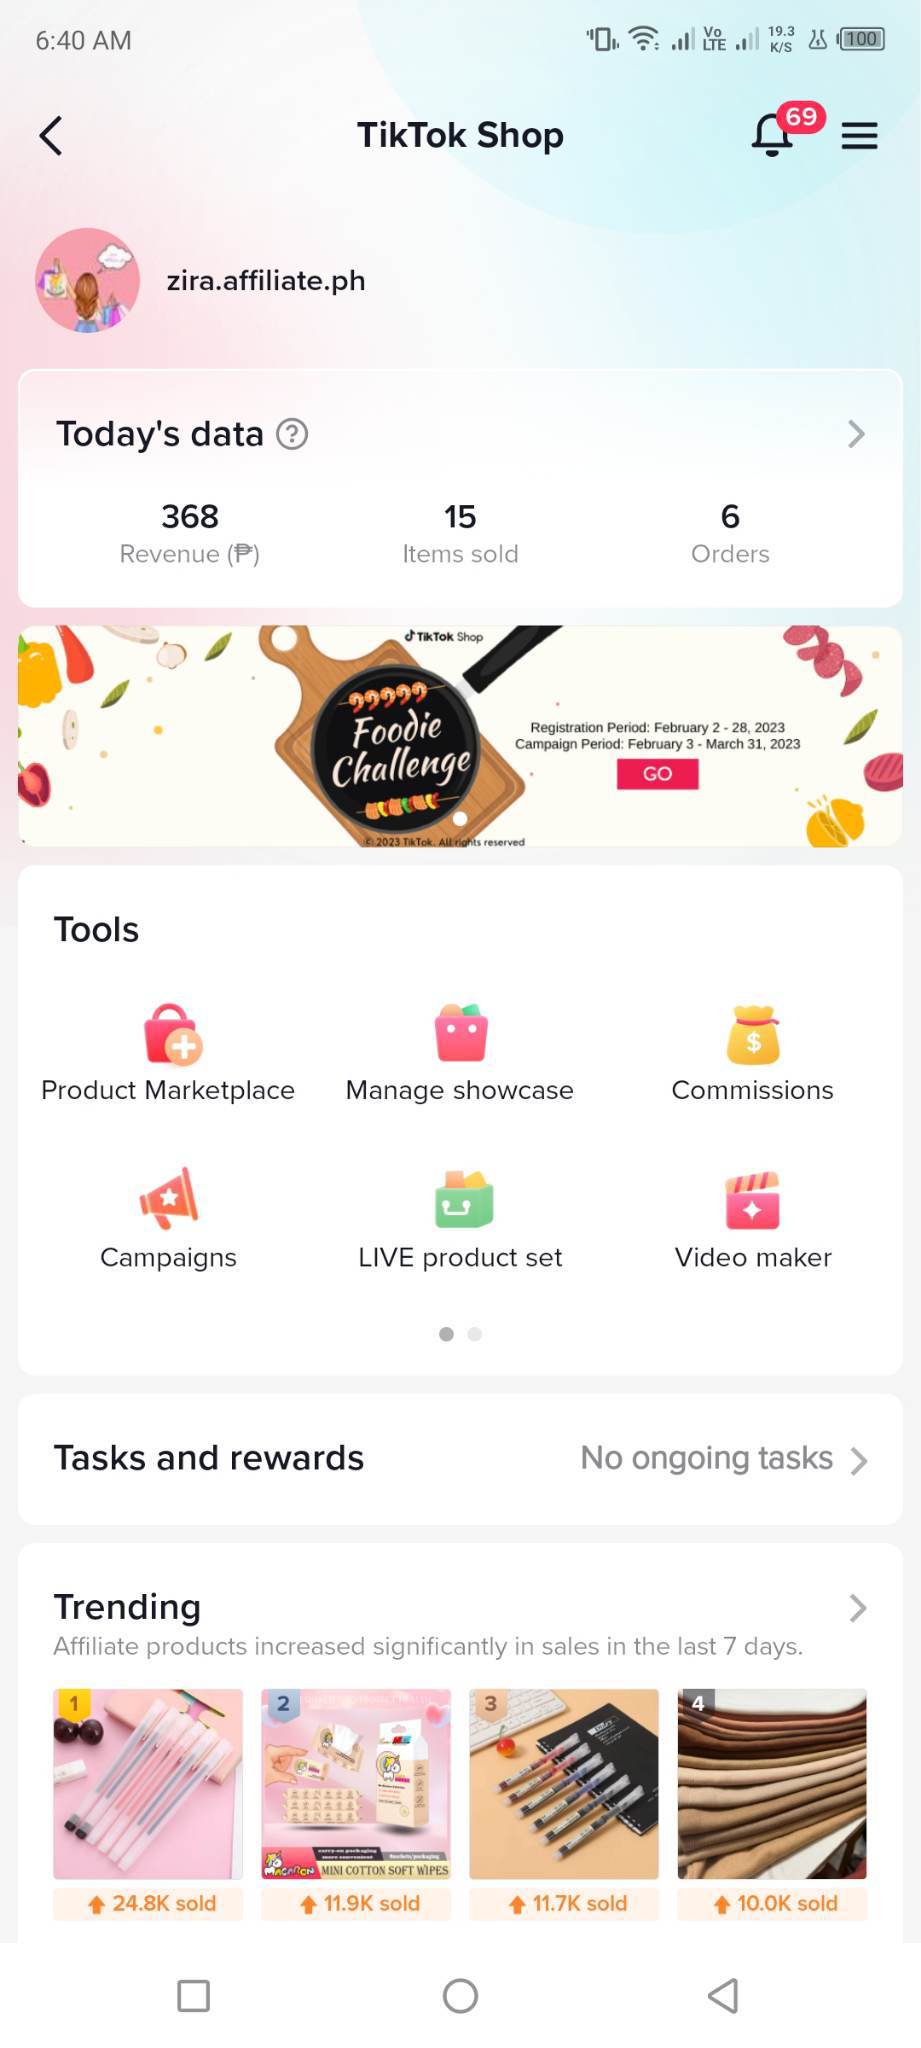 6:40 AM
Vo LTE
19.3 K/S
100
TikTok Shop
69
zira.affiliate.ph
Today's data ?
368
15
6
Revenue (₱)
Items sold
Orders
TikTok Shop
Foodie
Challenge
Registration Period: February 2 - 28, 2023
Campaign Period: February 3 - March 31, 2023
GO
© 2023 TikTok. All rights reserved
Tools
Product Marketplace
Manage showcase
Commissions
Campaigns
LIVE product set
Video maker
Tasks and rewards
No ongoing tasks
Trending
Affiliate products increased significantly in sales in the last 7 days.
1
2
3
4
MACARON
MINI COTTON SOFT WIPES
24.8K sold
11.9K sold
11.7K sold
10.0K sold